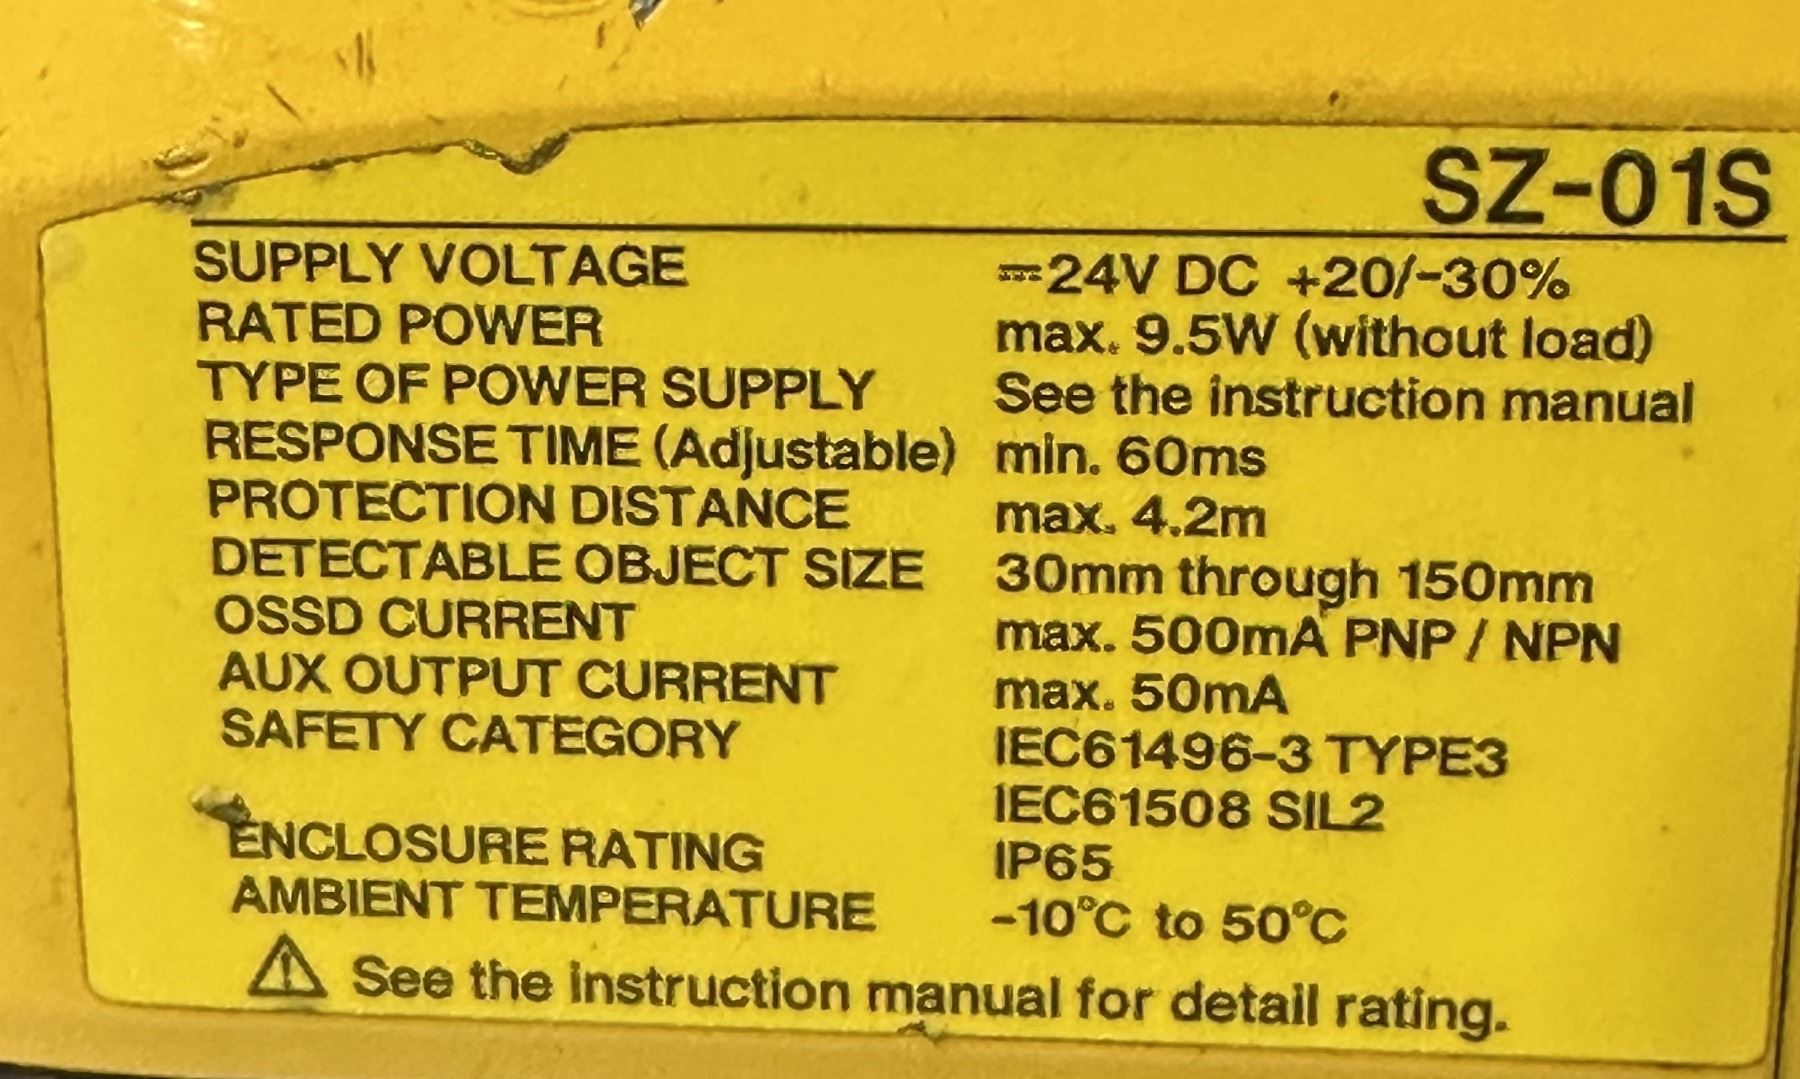 SZ-01S
SUPPLY VOLTAGE ⎓24V DC +20/-30%
RATED POWER max. 9.5W (without load)
TYPE OF POWER SUPPLY See the instruction manual
RESPONSE TIME (Adjustable) min. 60ms
PROTECTION DISTANCE max. 4.2m
DETECTABLE OBJECT SIZE 30mm through 150mm
OSSD CURRENT max. 500mA PNP / NPN
AUX OUTPUT CURRENT max. 50mA
SAFETY CATEGORY IEC61496-3 TYPE3
IEC61508 SIL2
ENCLOSURE RATING IP65
AMBIENT TEMPERATURE -10°C to 50°C
⚠ See the instruction manual for detail rating.